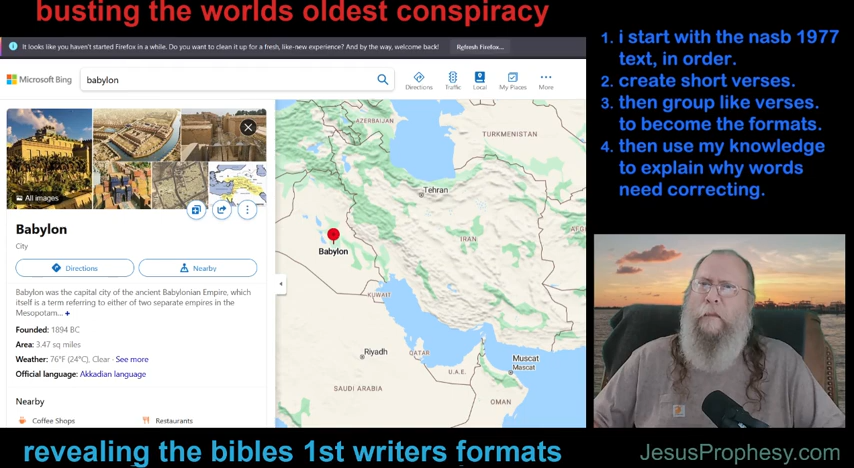 busting the worlds oldest conspiracy
It looks like you haven't started Firefox in a while. Do you want to clean it up for a fresh, like-new experience? And by the way, welcome back!
Refresh Firefox...
Microsoft Bing
babylon
Directions
Traffic
Local
My Places
More
All images
Babylon
City
Directions
Nearby
Babylon was the capital city of the ancient Babylonian Empire, which
itself is a term referring to either of two separate empires in the
Mesopotam... +
Founded: 1894 BC
Area: 3.47 sq miles
Weather: 76°F (24°C), Clear · See more
Official language: Akkadian language
Nearby
Coffee Shops
Restaurants
AZERBAIJAN
TURKMENISTAN
Tehran
IRAN
AFG
Babylon
KUWAIT
Riyadh
QATAR
Muscat
Mascat
U.A.E.
SAUDI ARABIA
OMAN
1. i start with the nasb 1977
text, in order.
2. create short verses.
3. then group like verses.
to become the formats.
4. then use my knowledge
to explain why words
need correcting.
revealing the bibles 1st writers formats
JesusProphesy.com